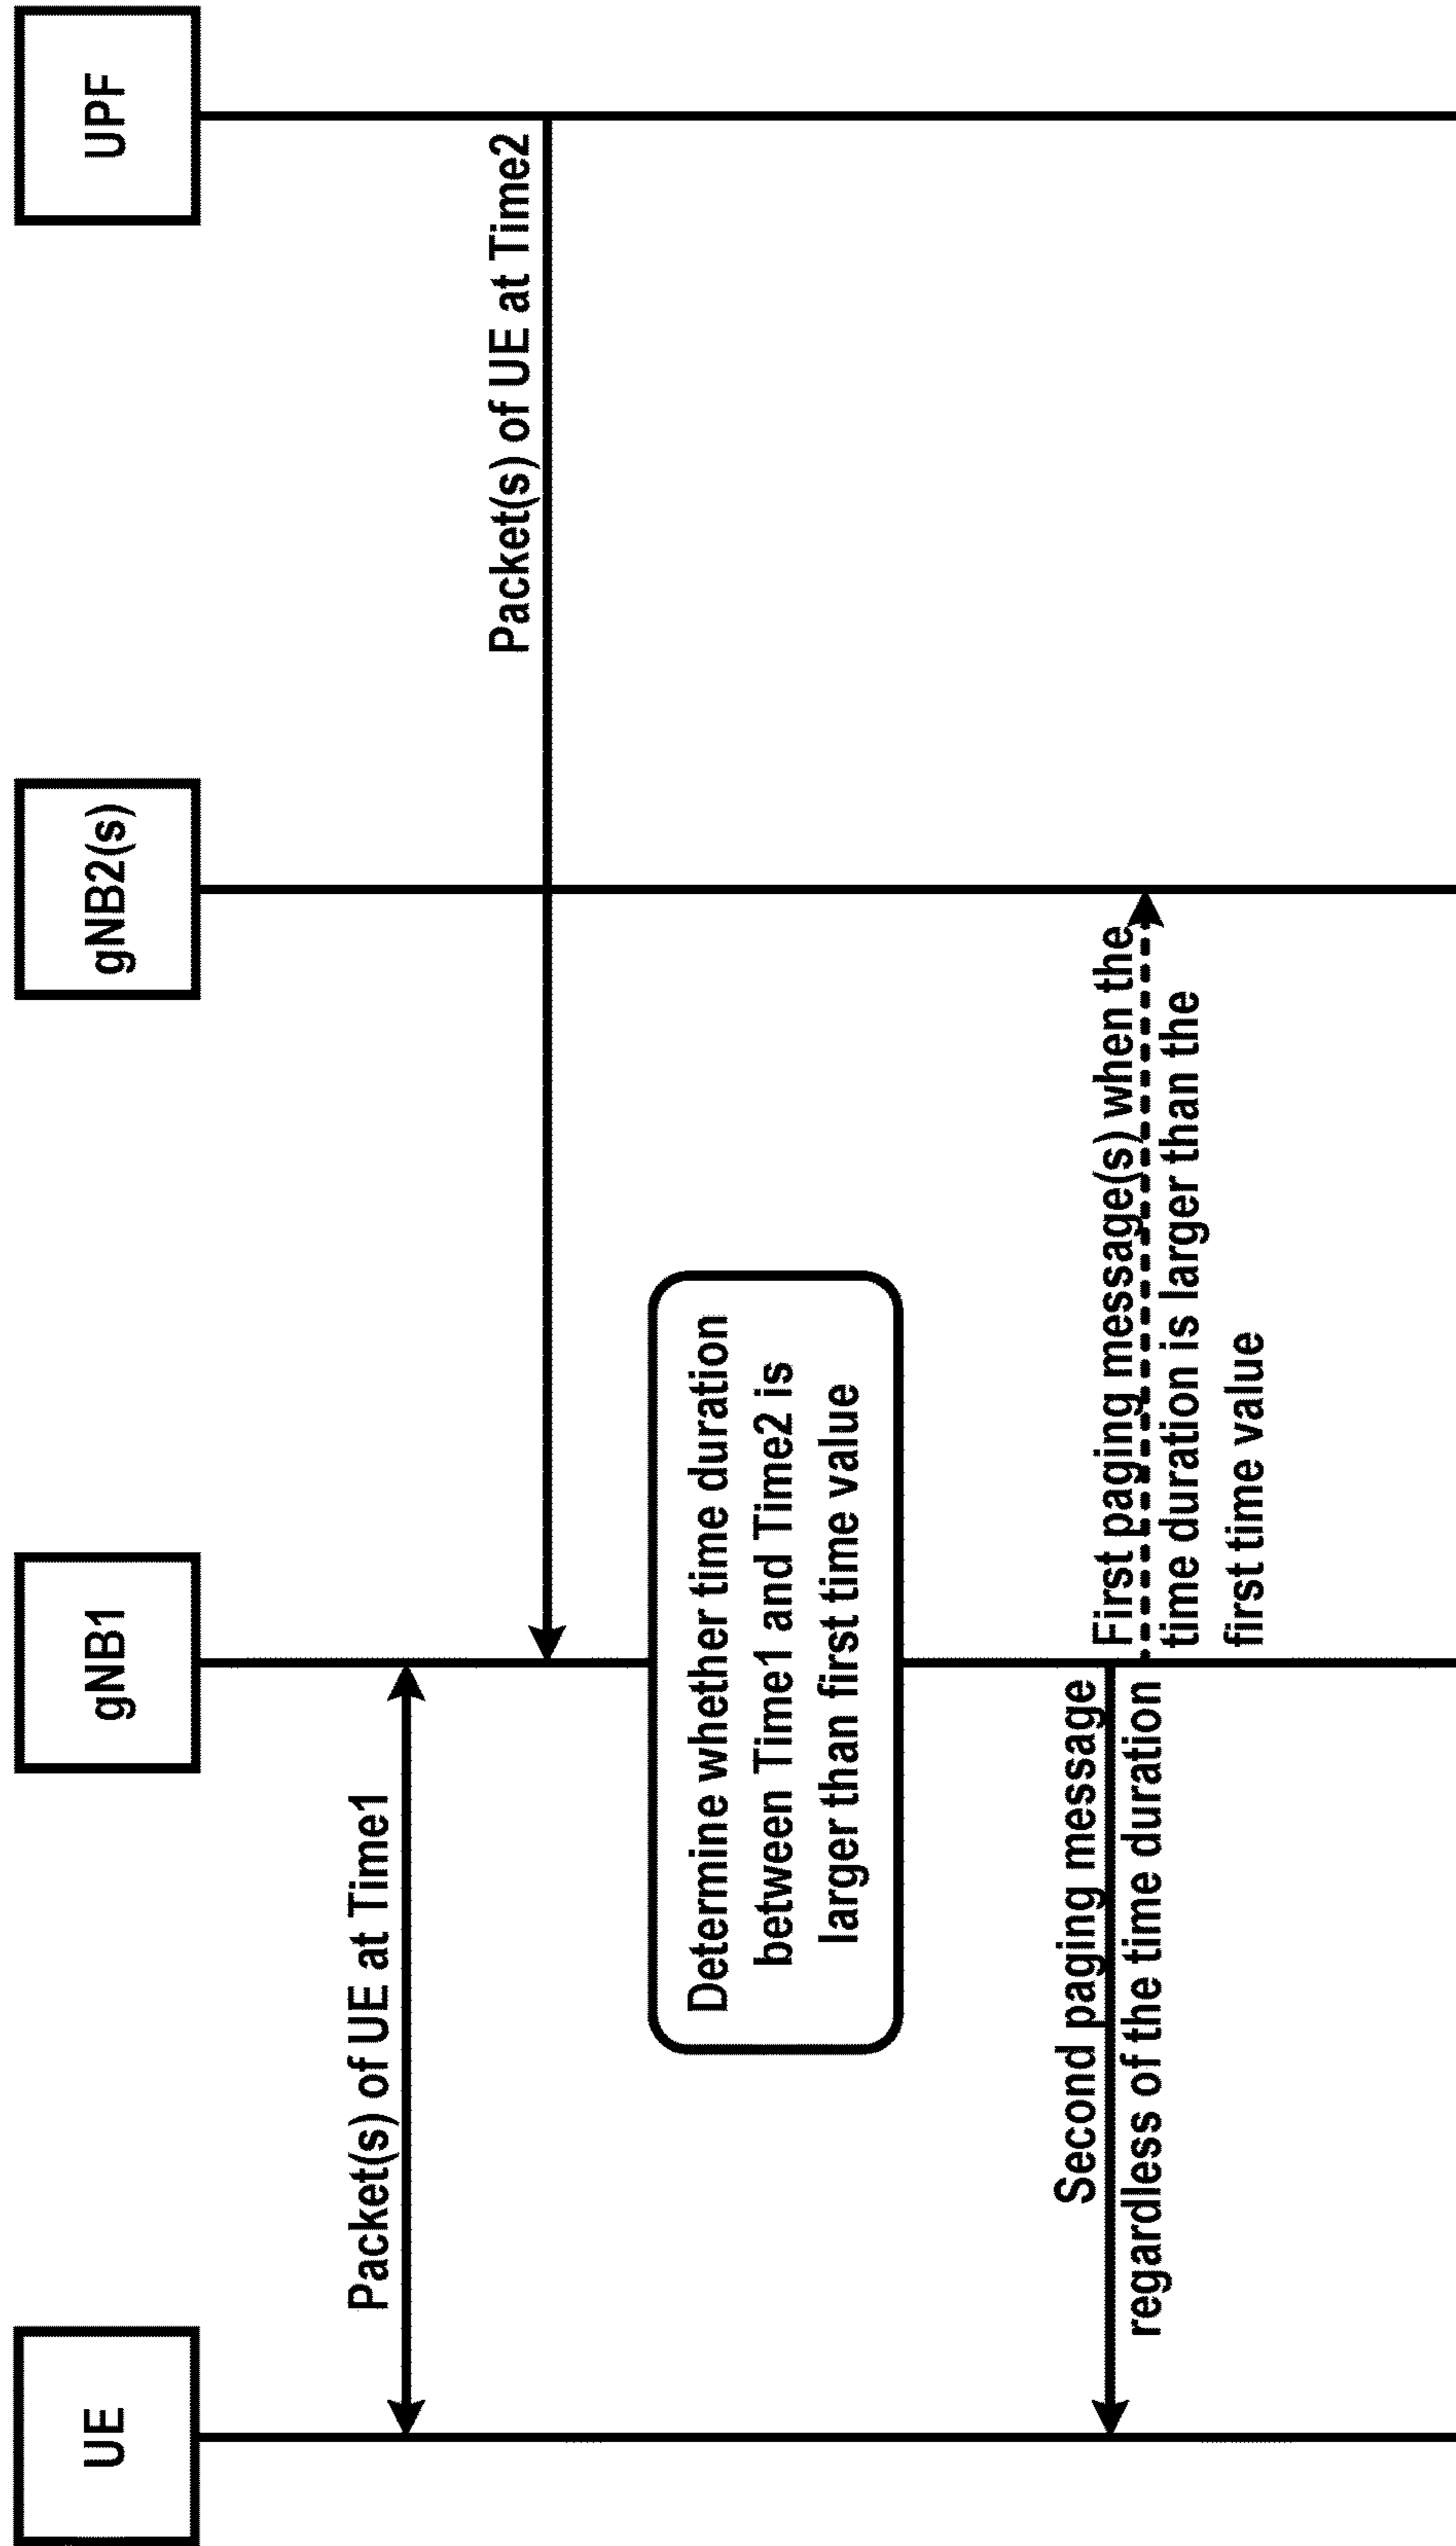 UE
gNB1
gNB2(s)
UPF
Packet(s) of UE at Time1
Packet(s) of UE at Time2
Determine whether time duration
between Time1 and Time2 is
larger than first time value
Second paging message
regardless of the time duration
First paging message(s) when the
time duration is larger than the
first time value